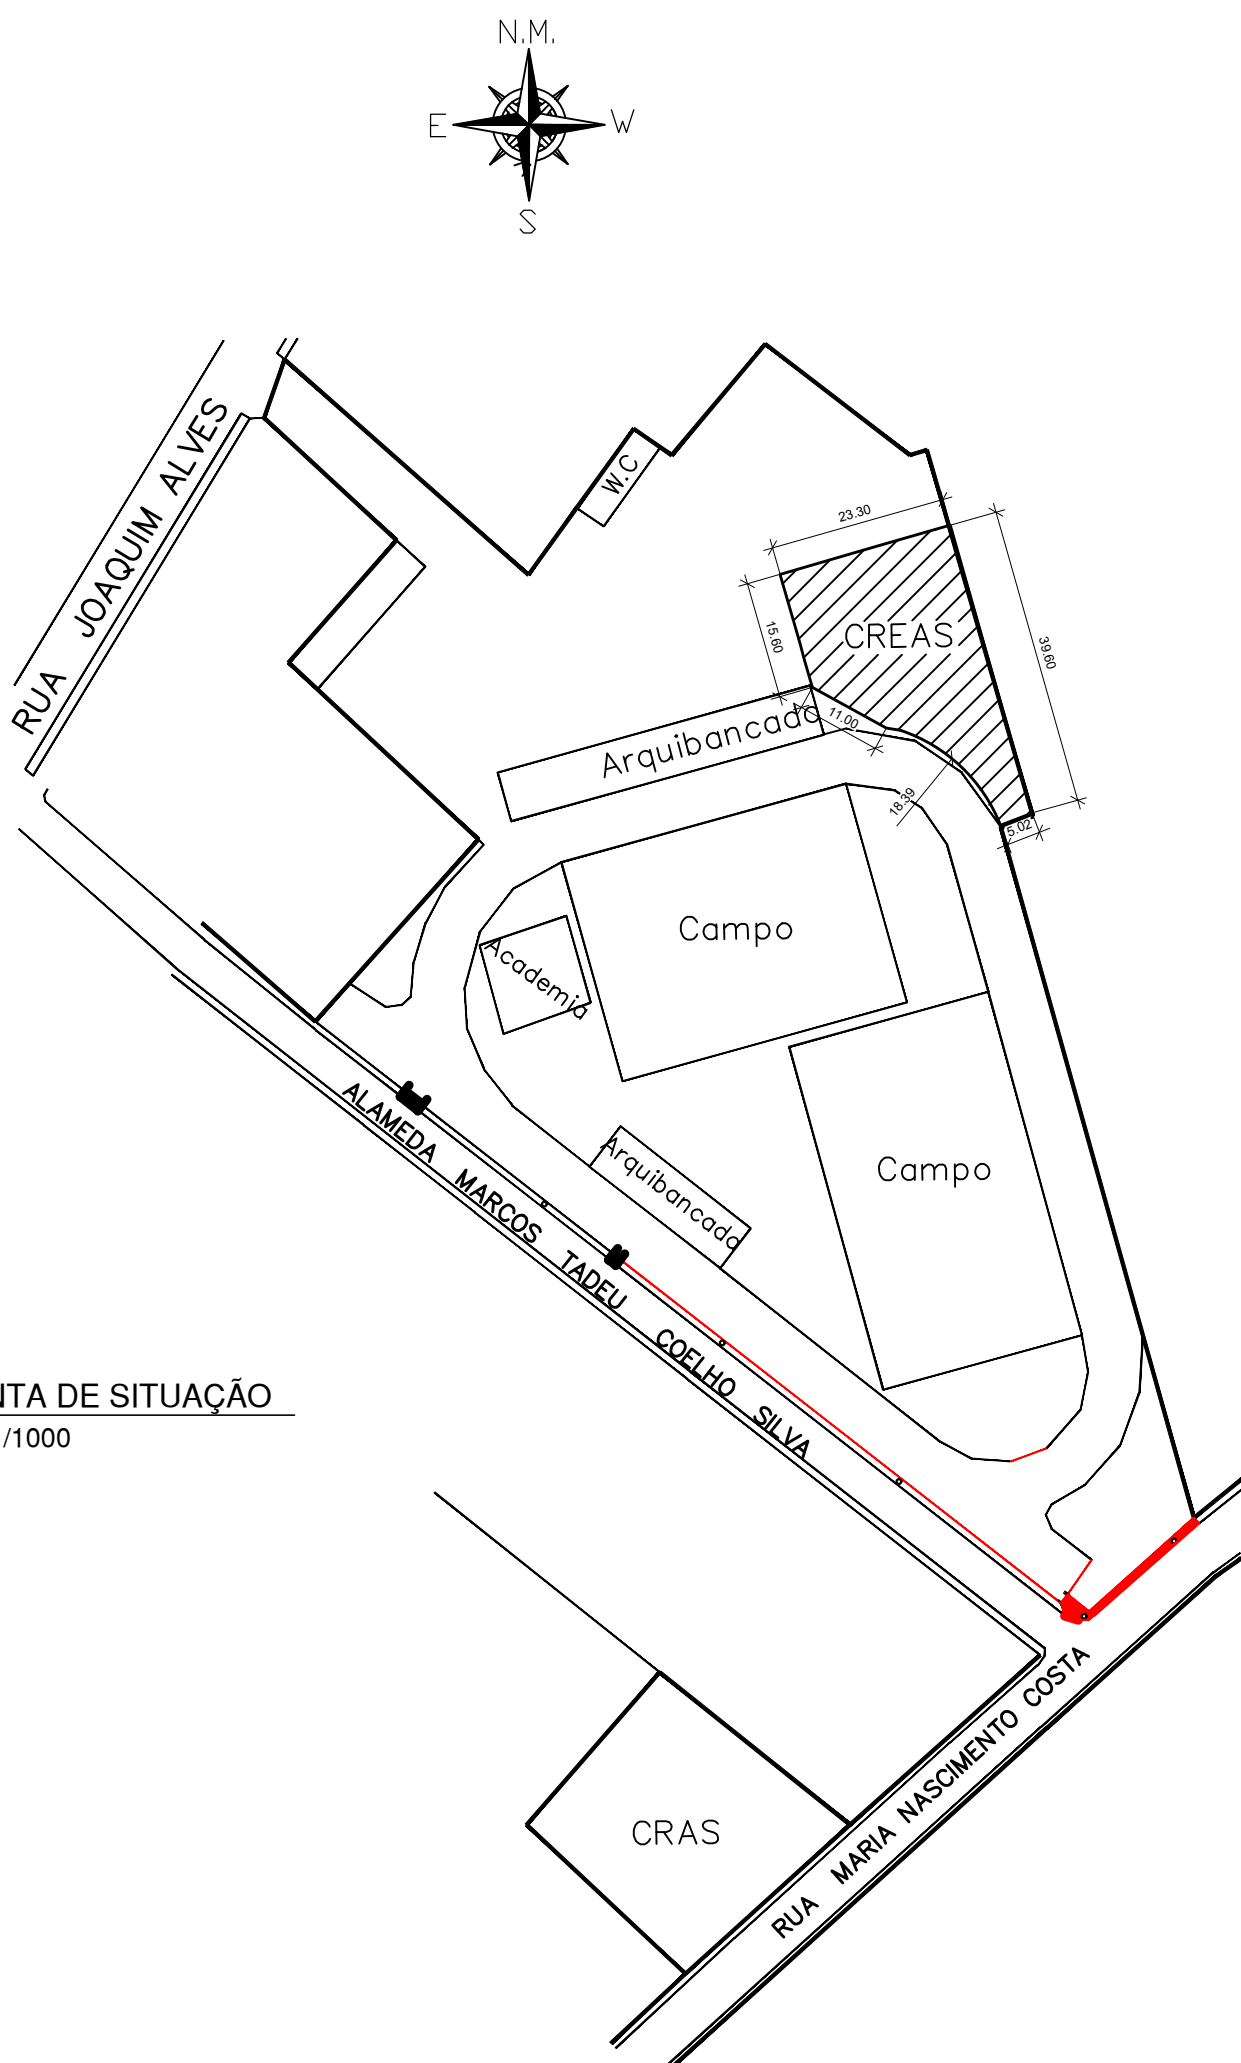 N.M.
E
W
S
RUA JOAQUIM ALVES
W.C
23.30
15.60
CREAS
39.60
11.00
Arquibancada
18.39
5.02
Campo
Academia
Campo
Arquibancada
ALAMEDA MARCOS TADEU COELHO SILVA
NTA DE SITUAÇÃO
/1000
CRAS
RUA MARIA NASCIMENTO COSTA